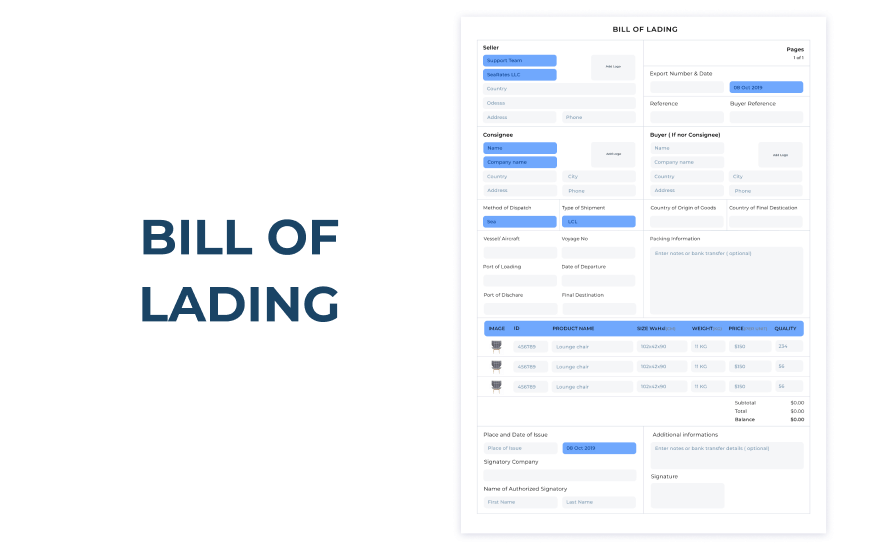 BILL OF
LADING
BILL OF LADING
Seller
Support Team
Seatates LLC
Add Logo
Country
Odessa
Address Phone
Pages
1 of 1
Export Number & Date
08 Oct 2019
Reference Buyer Reference
Consignee
Name
Company name
Add Logo
Country City
Address Phone
Buyer ( If nor Consignee)
Name
Company name
Add Logo
Country City
Address Phone
Method of Dispatch Type of Shipment
Sea LCL
Country of Origin of Goods Country of Final Destication
Vessel/ Aircraft Voyage No
Port of Loading Date of Departure
Port of Dischare Final Destination
Packing Information
Enter notes or bank transfer ( optional)
IMAGE ID PRODUCT NAME SIZE WxHxl WEIGHT PRICE QUALITY
456789 Lounge chair 102x42x90 11 KG $150 234
456789 Lounge chair 102x42x90 11 KG $150 56
456789 Lounge chair 102x42x90 11 KG $150 56
Subtotal $0.00
Total $0.00
Balance $0.00
Place and Date of Issue
Place of Issue 08 Oct 2019
Signatory Company
Name of Authorized Signatory
First Name Last Name
Additional informations
Enter notes or bank transfer details ( optional)
Signature